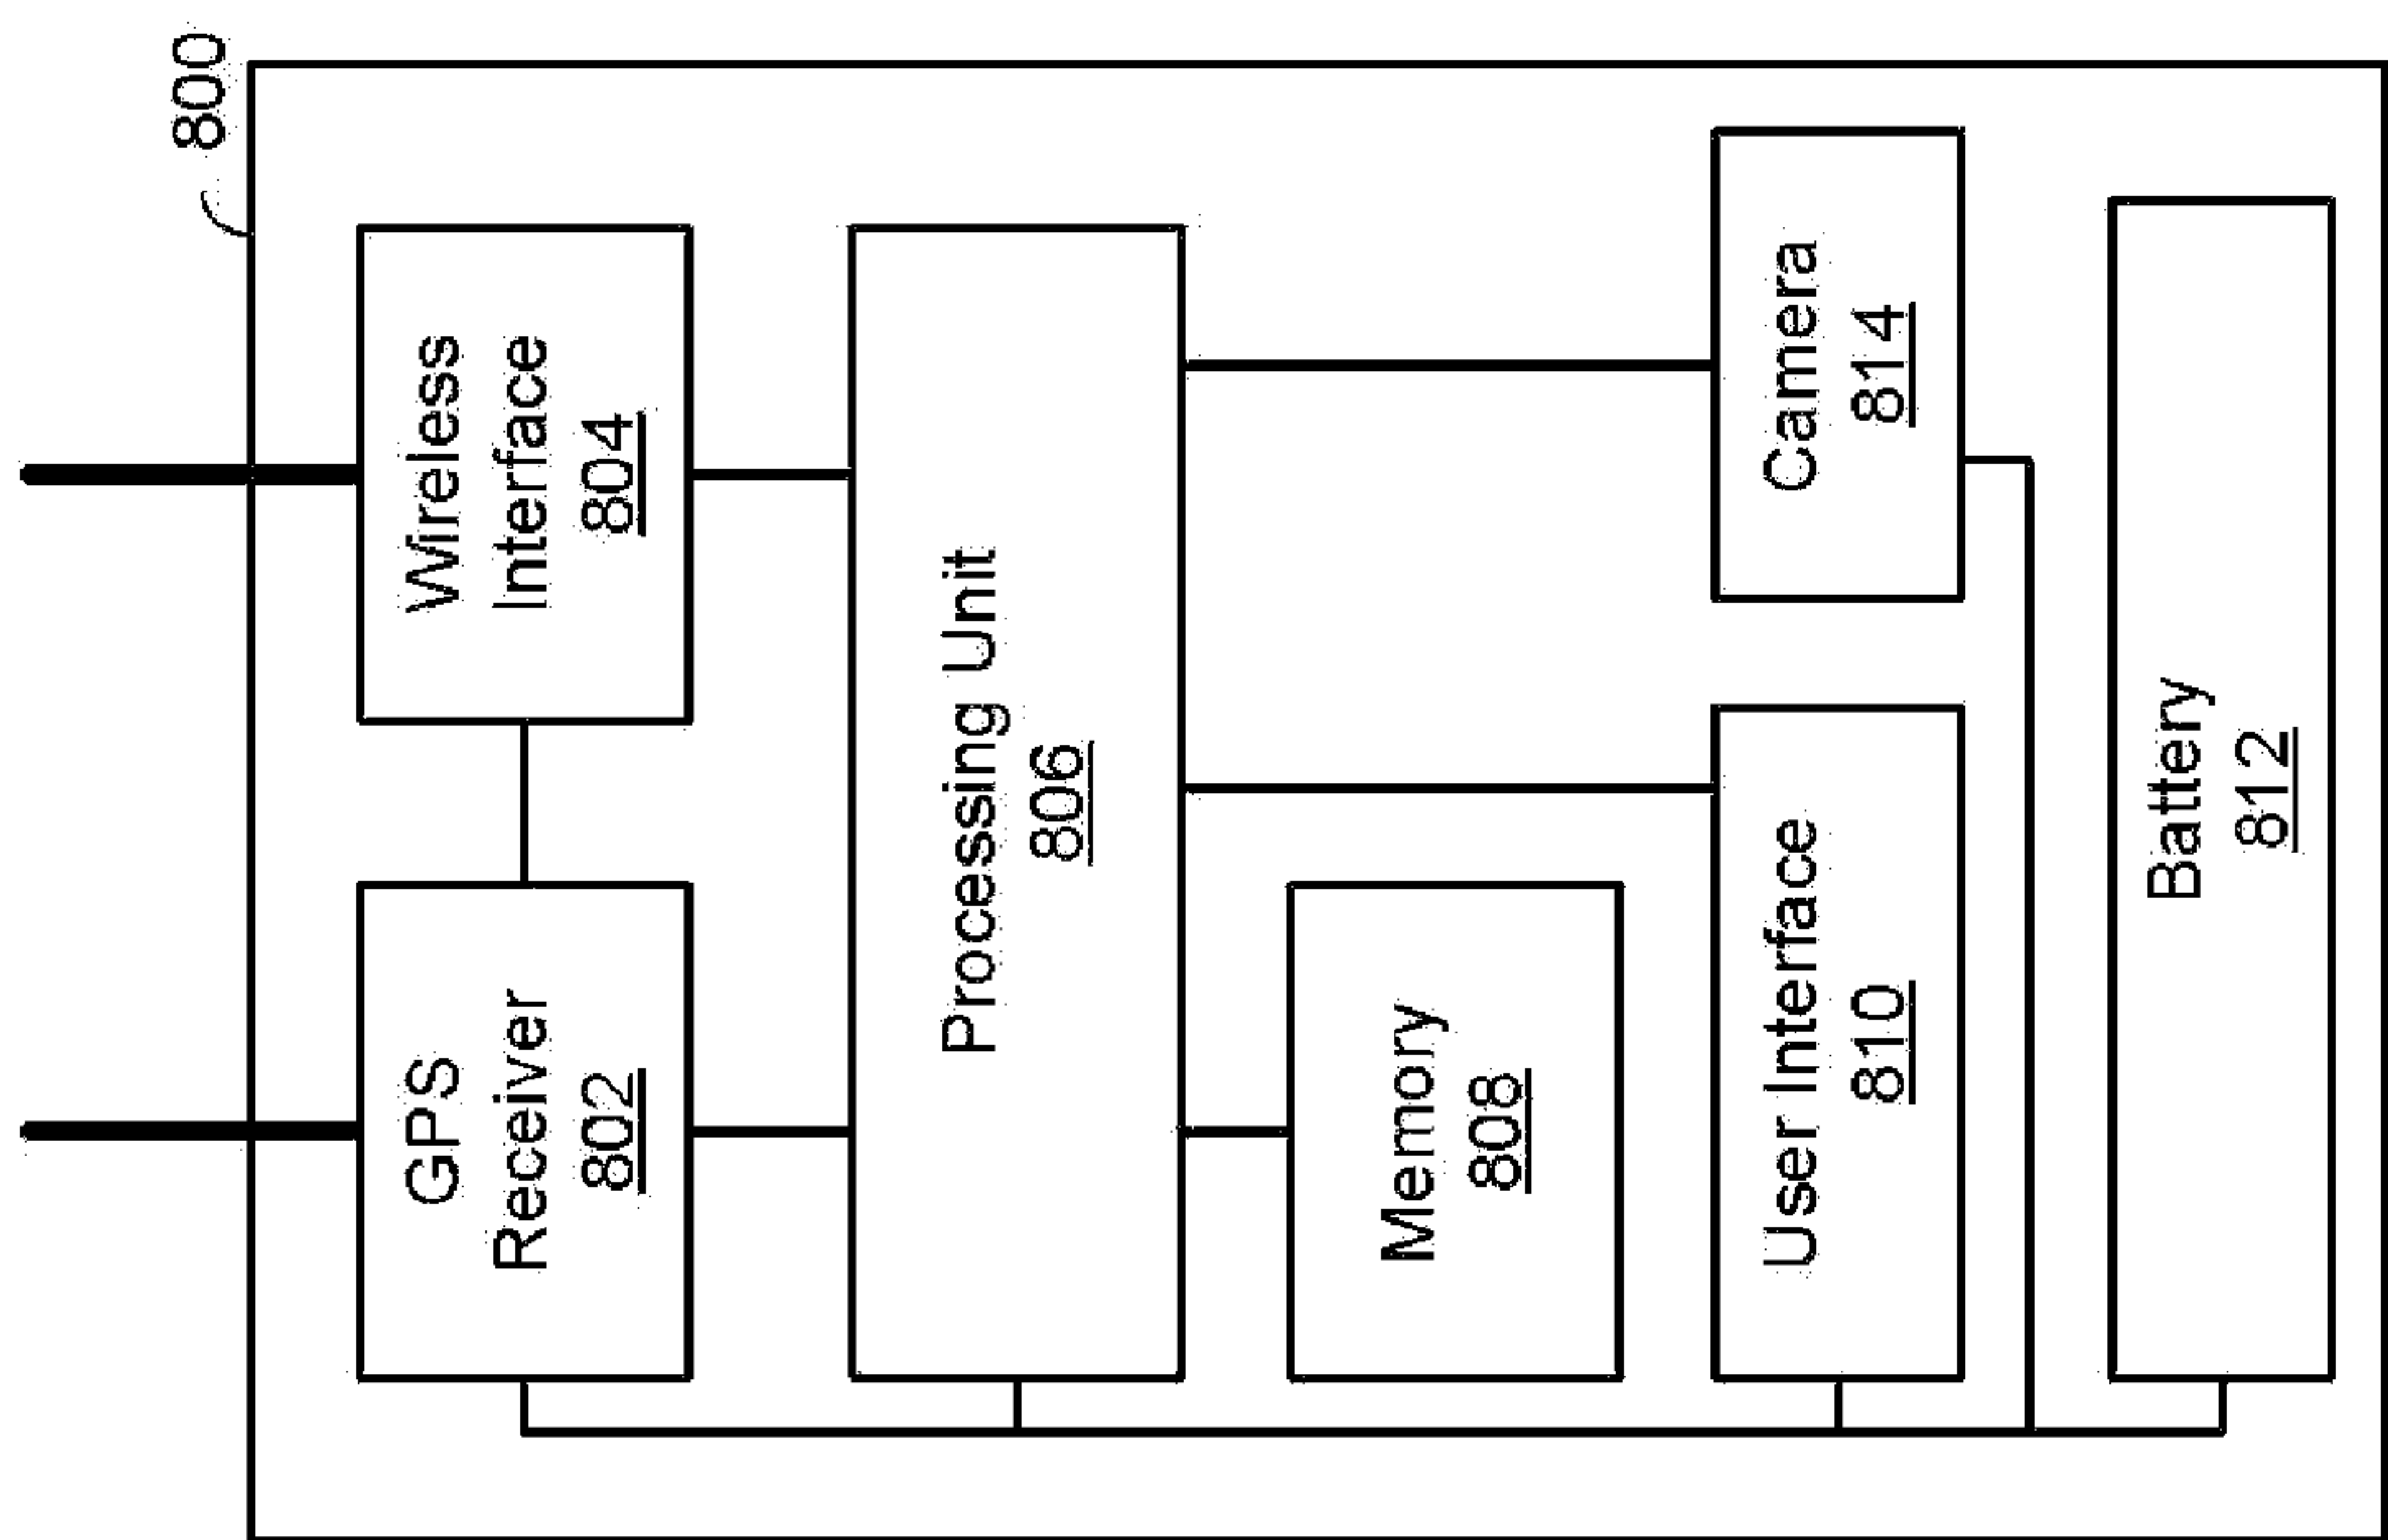 800
GPS
Receiver
802
Wireless
Interface
804
Processing Unit
806
Memory
808
User Interface
810
Camera
814
Battery
812